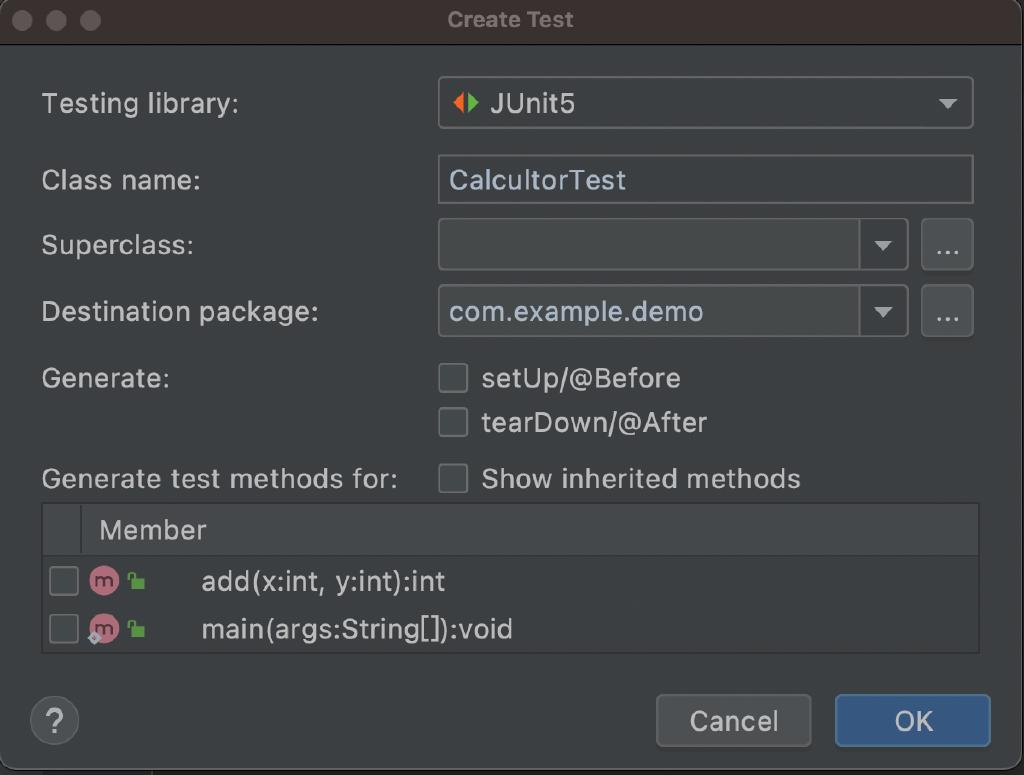 Create Test
Testing library: JUnit5
Class name: CalcultorTest
Superclass: ...
Destination package: com.example.demo ...
Generate: setUp/@Before
tearDown/@After
Generate test methods for: Show inherited methods
Member
m add(x:int, y:int):int
m main(args:String[]):void
? Cancel OK